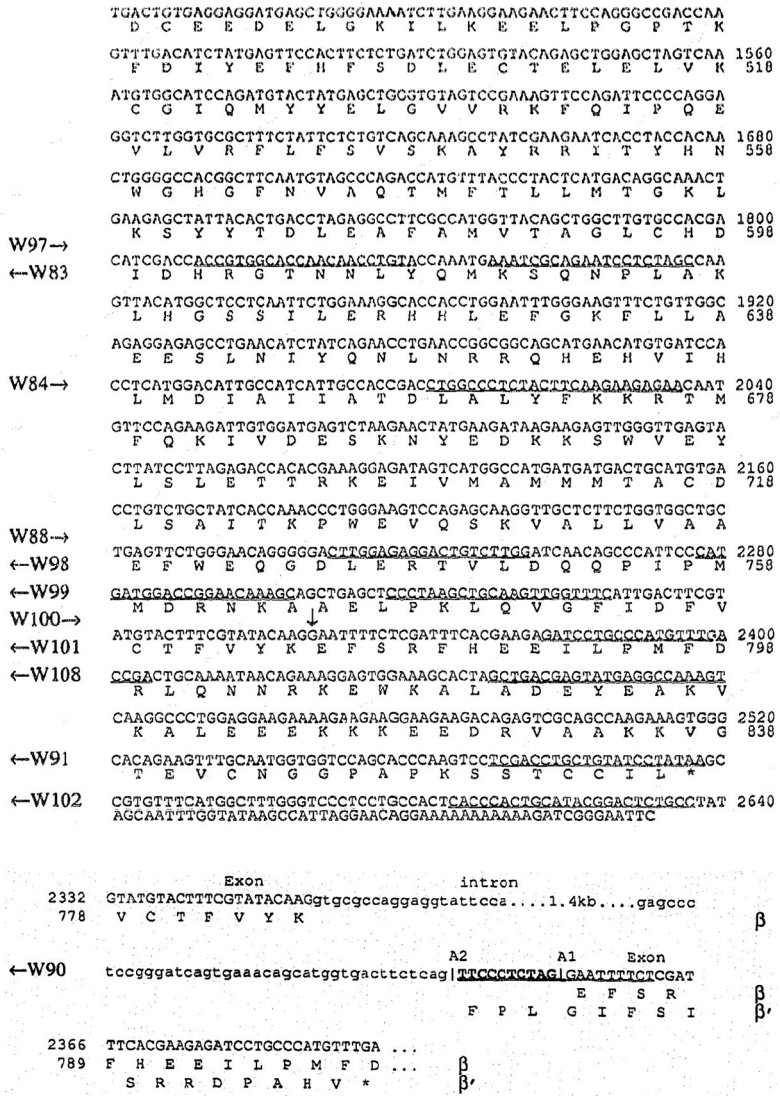 TGACTGTGAGGAGGATGAGCTGGGGAAAATCTTGAAGGAAGAACTTCCAGGGCCGACCAA
D C E E D E L G K I L K E E L P G P T K
GTTTGACATCTATGAGTTCCACTTCTCTGATCTGGAGTGTACAGAGCTGGAGCTAGTCAA 1560
F D I Y E F H F S D L E C T E L E L V K 518
ATGTGGCATCCAGATGTACTATGAGCTGGGTGTAGTCCGAAAGTTCCAGATTCCCCAGGA
C G I Q M Y Y E L G V V R K F Q I P Q E
GGTCTTGGTGCGCTTTCTATTCTCTGTCAGCAAAGCCTATCGAAGAATCACCTACCACAA 1680
V L V R F L F S V S K A Y R R I T Y H N 558
CTGGGGCCACGGCTTCAATGTAGCCCAGACCATGTTTACCCTACTCATGACAGGCAAACT
W G H G F N V A Q T M F T L L M T G K L
GAAGAGCTATTACACTGACCTAGAGGCCTTCGCCATGGTTACAGCTGGCTTGTGCCACGA 1800
K S Y Y T D L E A F A M V T A G L C H D 598
W97→
CATCGACCACCGTGGCACCAACAACCTGTACCAAATGAAATCGCAGAATCCTCTAGCCAA
←W83
I D H R G T N N L Y Q M K S Q N P L A K
GTTACATGGCTCCTCAATTCTGGAAAGGCACCACCTGGAATTTGGGAAGTTTCTGTTGGC 1920
L H G S S I L E R H H L E F G K F L L A 638
AGAGGAGAGCCTGAACATCTATCAGAACCTGAACCGGCGGCAGCATGAACATGTGATCCA
E E S L N I Y Q N L N R R Q H E H V I H
W84→ CCTCATGGACATTGCCATCATTGCCACCGACCTGGCCCTCTACTTCAAGAAGAGAACAAT 2040
L M D I A I I A T D L A L Y F K K R T M 678
GTTCCAGAAGATTGTGGATGAGTCTAAGAACTATGAAGATAAGAAGAGTTGGGTTGAGTA
F Q K I V D E S K N Y E D K K S W V E Y
CTTATCCTTAGAGACCACACGAAAGGAGATAGTCATGGCCATGATGATGACTGCATGTGA 2160
L S L E T T R K E I V M A M M M T A C D 718
CCTGTCTGCTATCACCAAACCCTGGGAAGTCCAGAGCAAGGTTGCTCTTCTGGTGGCTGC
L S A I T K P W E V Q S K V A L L V A A
W88→
TGAGTTCTGGGAACAGGGGGACTTGGAGAGGACTGTCTTGGATCAACAGCCCATTCCCAT 2280
←W98
E F W E Q G D L E R T V L D Q Q P I P M 758
←W99 GATGGACCGGAACAAAGCAGCTGAGCTCCCTAAGCTGCAAGTTGGTTTCATTGACTTCGT
M D R N K A A E L P K L Q V G F I D F V
W100→ ↓
ATGTACTTTCGTATACAAGGAATTTTCTCGATTTCACGAAGAGATCCTGCCCATGTTTGA 2400
←W101
C T F V Y K E F S R F H E E I L P M F D 798
←W108 CCGACTGCAAAATAACAGAAAGGAGTGGAAAGCACTAGCTGACGAGTATGAGGCCAAAGT
R L Q N N R K E W K A L A D E Y E A K V
CAAGGCCCTGGAGGAAGAAAAGAAGAAGGAAGAAGACAGAGTCGCAGCCAAGAAAGTGGG 2520
K A L E E E K K K E E D R V A A K K V G 838
←W91 CACAGAAGTTTGCAATGGTGGTCCAGCACCCAAGTCCTCGACCTGCTGTATCCTATAAGC
T E V C N G G P A P K S S T C C I L *
←W102 CGTGTTTCATGGCTTTGGGTCCCTCCTGCCACTCACCCACTGCATACGGACTCTGCCTAT 2640
AGCAATTTGGTATAAGCCATTAGGAACAGGAAAAAAAAAAAGATCGGGAATTC
Exon intron
2332 GTATGTACTTTCGTATACAAGgtgcgccaggaggtattcca....1.4kb....gagccc
778 V C T F V Y K β
A2 A1 Exon
←W90 tccgggatcagtgaaacagcatggtgacttctcag|TTCCCTCTAG|GAATTTTCTCGAT
E F S R β
F P L G I F S I β'
2366 TTCACGAAGAGATCCTGCCCATGTTTGA ...
789 F H E E I L P M F D ... β
S R R D P A H V * β'